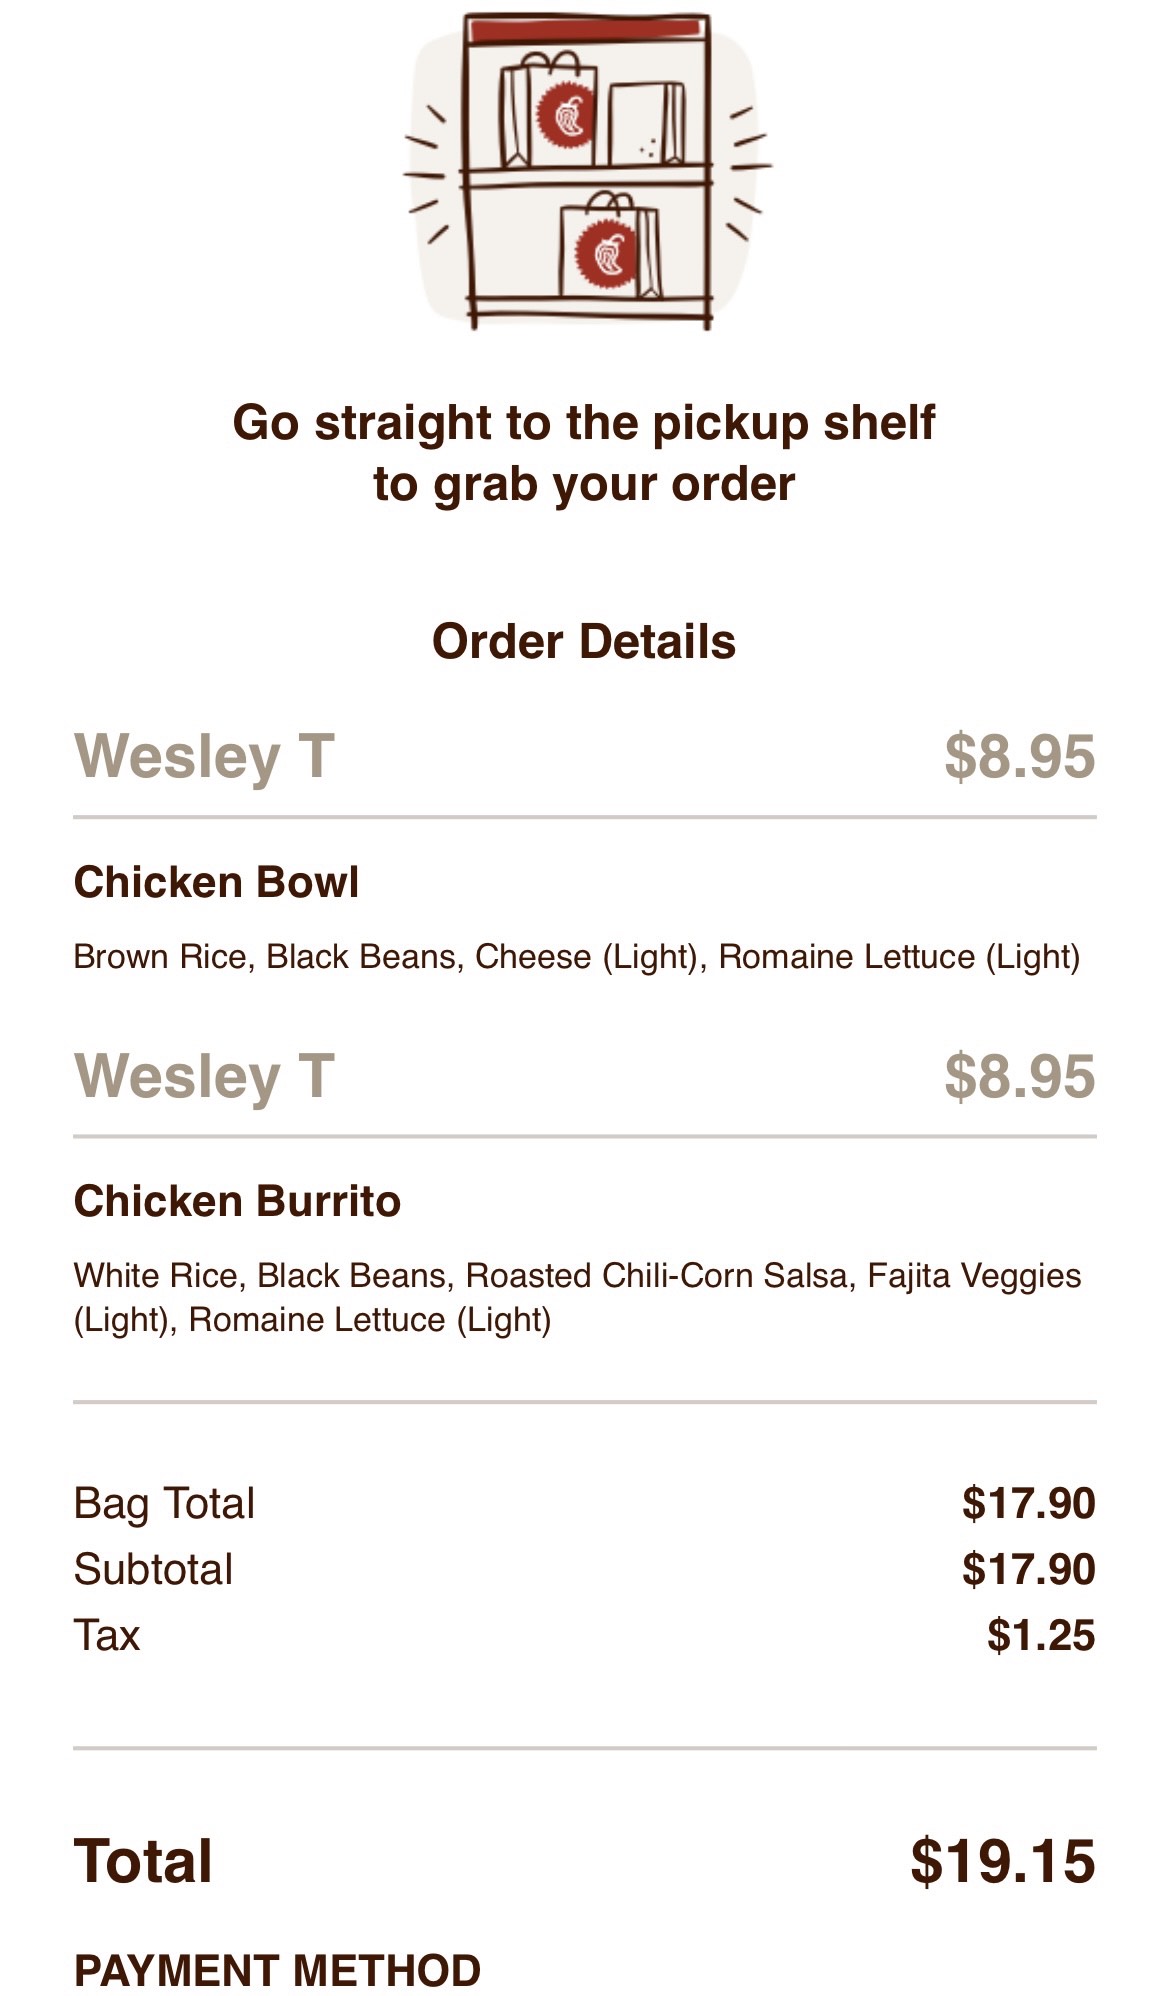 Go straight to the pickup shelf
to grab your order
Order Details
Wesley T $8.95
Chicken Bowl
Brown Rice, Black Beans, Cheese (Light), Romaine Lettuce (Light)
Wesley T $8.95
Chicken Burrito
White Rice, Black Beans, Roasted Chili-Corn Salsa, Fajita Veggies
(Light), Romaine Lettuce (Light)
Bag Total $17.90
Subtotal $17.90
Tax $1.25
Total $19.15
PAYMENT METHOD